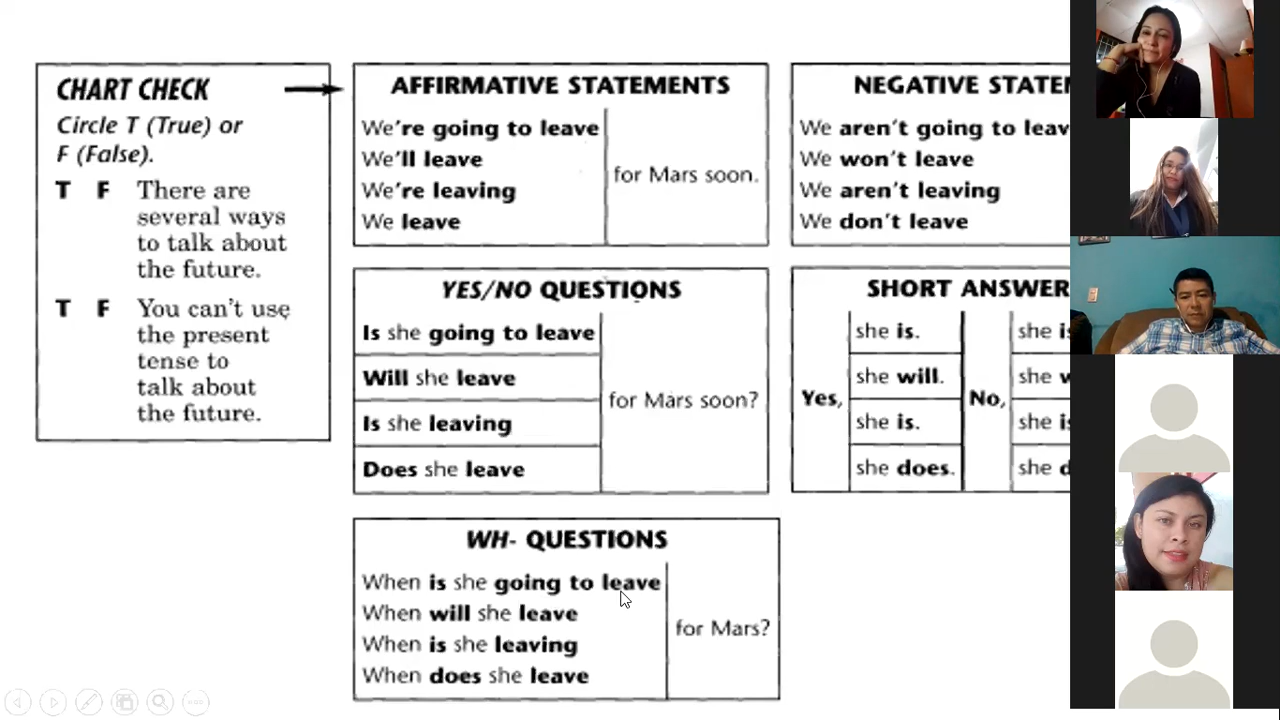 CHART CHECK
Circle T (True) or
F (False).
T F There are
several ways
to talk about
the future.
T F You can't use
the present
tense to
talk about
the future.
AFFIRMATIVE STATEMENTS
We're going to leave
We'll leave
We're leaving
We leave
for Mars soon.
NEGATIVE
We aren't going to
We won't leave
We aren't leaving
We don't leave
YES/NO QUESTIONS
Is she going to leave
Will she leave
Is she leaving
Does she leave
for Mars soon?
SHORT
Yes,
she is.
she will.
she is.
she does.
No,
she
she
she
she
WH- QUESTIONS
When is she going to leave
When will she leave
When is she leaving
When does she leave
for Mars?